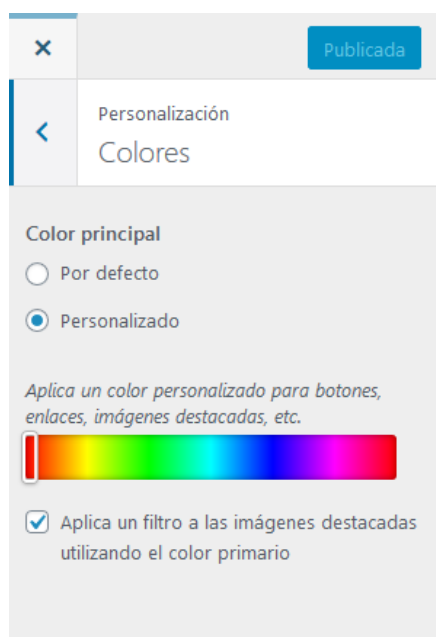 Publicada
Personalización
Colores
Color principal
Por defecto
Personalizado
Aplica un color personalizado para botones,
enlaces, imágenes destacadas, etc.
Aplica un filtro a las imágenes destacadas
utilizando el color primario